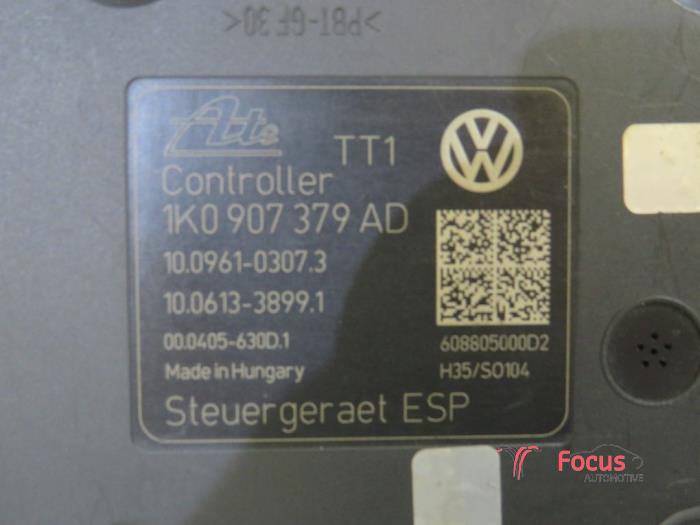 >PBT-GF30<
Ate
TT1
Controller
1K0 907 379 AD
10.0961-0307.3
10.0613-3899.1
00.0405-630D.1
608805000D2
Made in Hungary
H35/SO104
Steuergeraet ESP
Focus
AUTOMOTIVE